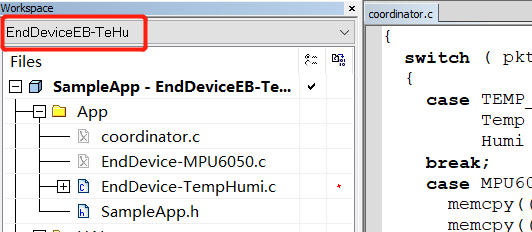 Workspace
EndDeviceEB-TeHu
Files
SampleApp - EndDeviceEB-Te...
App
coordinator.c
EndDevice-MPU6050.c
EndDevice-TempHumi.c
SampleApp.h
coordinator.c
{
switch ( pkt
{
case TEMP_
Temp
Humi
break;
case MPU60
memcpy((
memcpy((